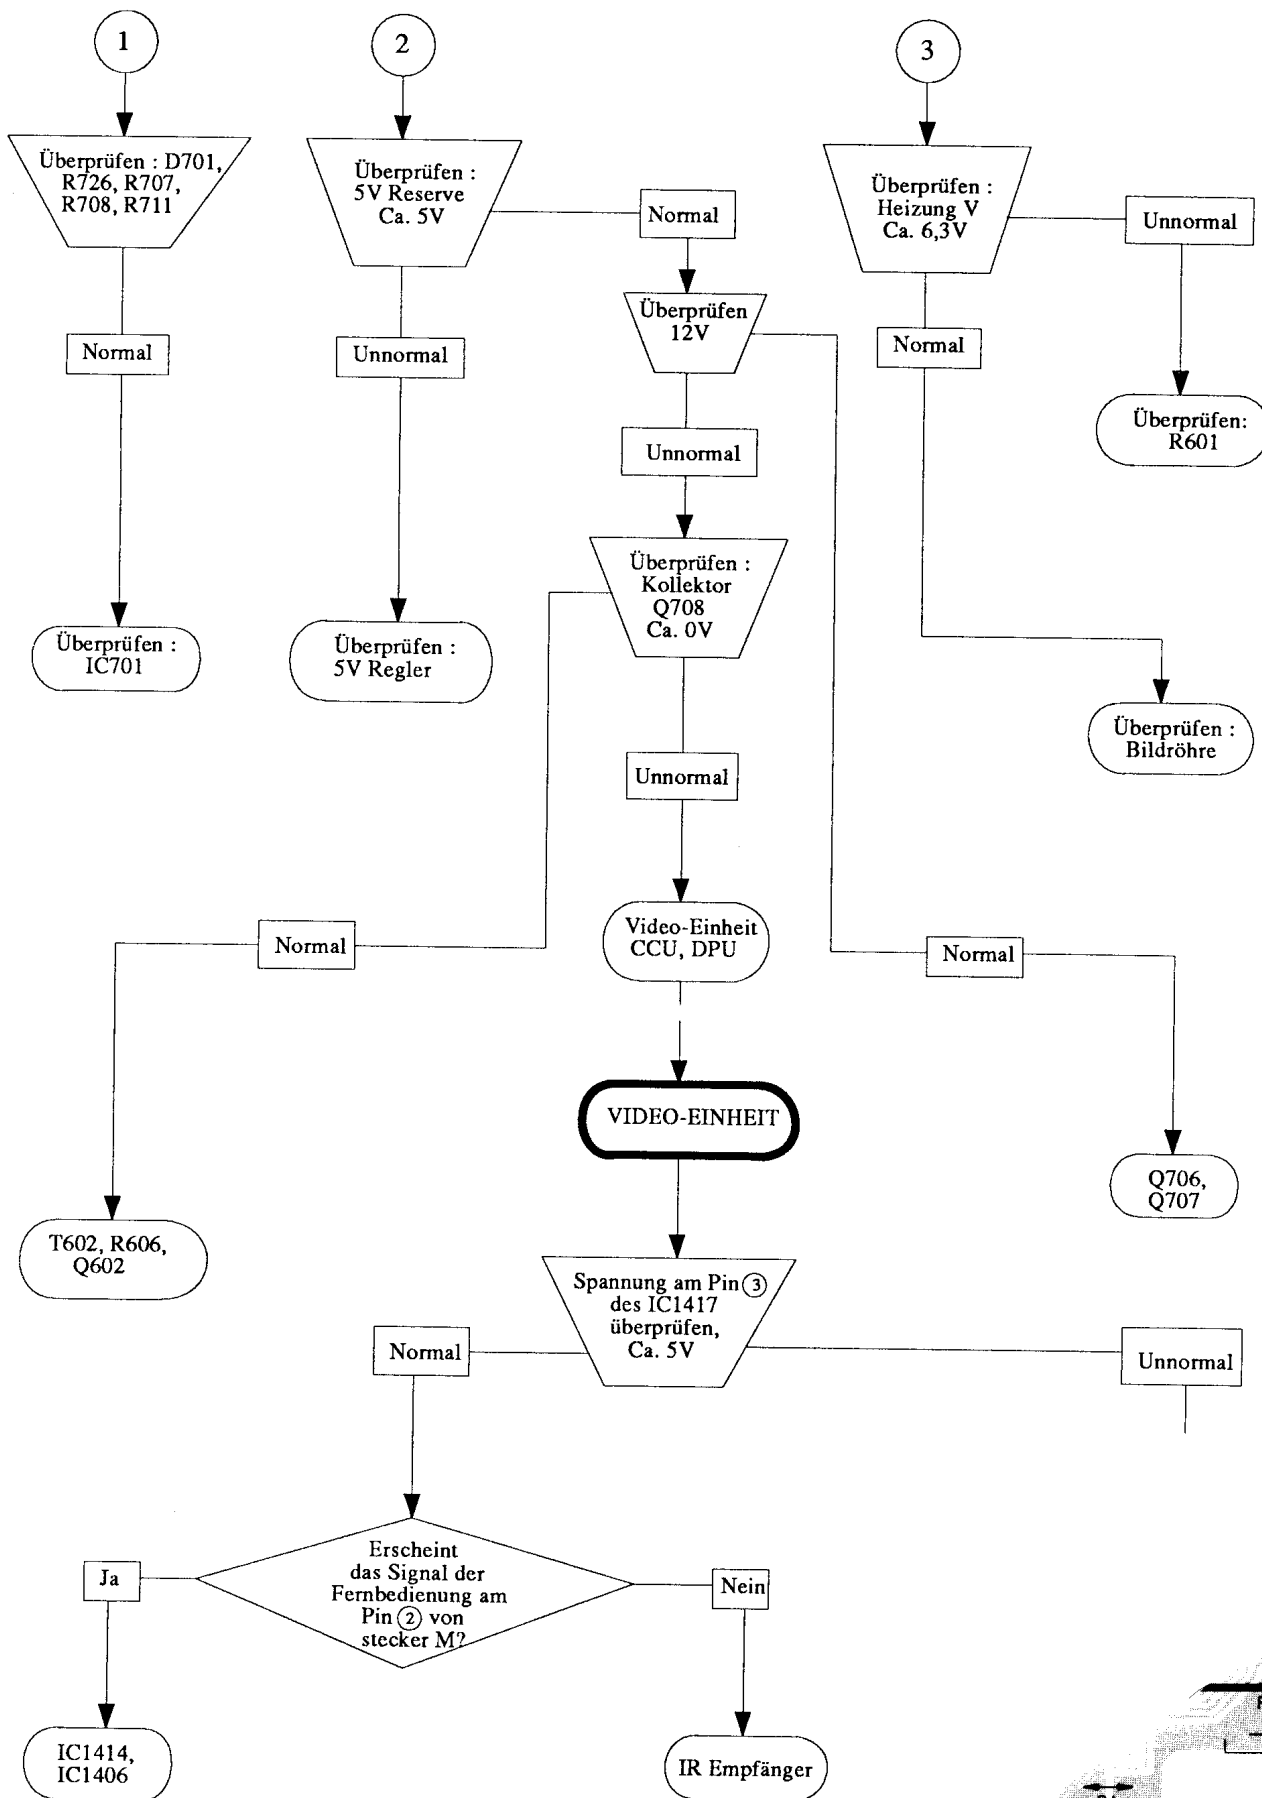 1
2
3
Überprüfen : D701,
R726, R707,
R708, R711
Überprüfen :
5V Reserve
Ca. 5V
Normal
Überprüfen :
Heizung V
Ca. 6,3V
Unnormal
Überprüfen
12V
Normal
Unnormal
Normal
Überprüfen:
R601
Unnormal
Überprüfen :
Kollektor
Q708
Ca. 0V
Überprüfen :
IC701
Überprüfen :
5V Regler
Überprüfen :
Bildröhre
Unnormal
Normal
Video-Einheit
CCU, DPU
Normal
VIDEO-EINHEIT
Q706,
Q707
T602, R606,
Q602
Spannung am Pin 3
des IC1417
überprüfen,
Ca. 5V
Normal
Unnormal
Erscheint
das Signal der
Fernbedienung am
Pin 2 von
stecker M?
Ja
Nein
IC1414,
IC1406
IR Empfänger